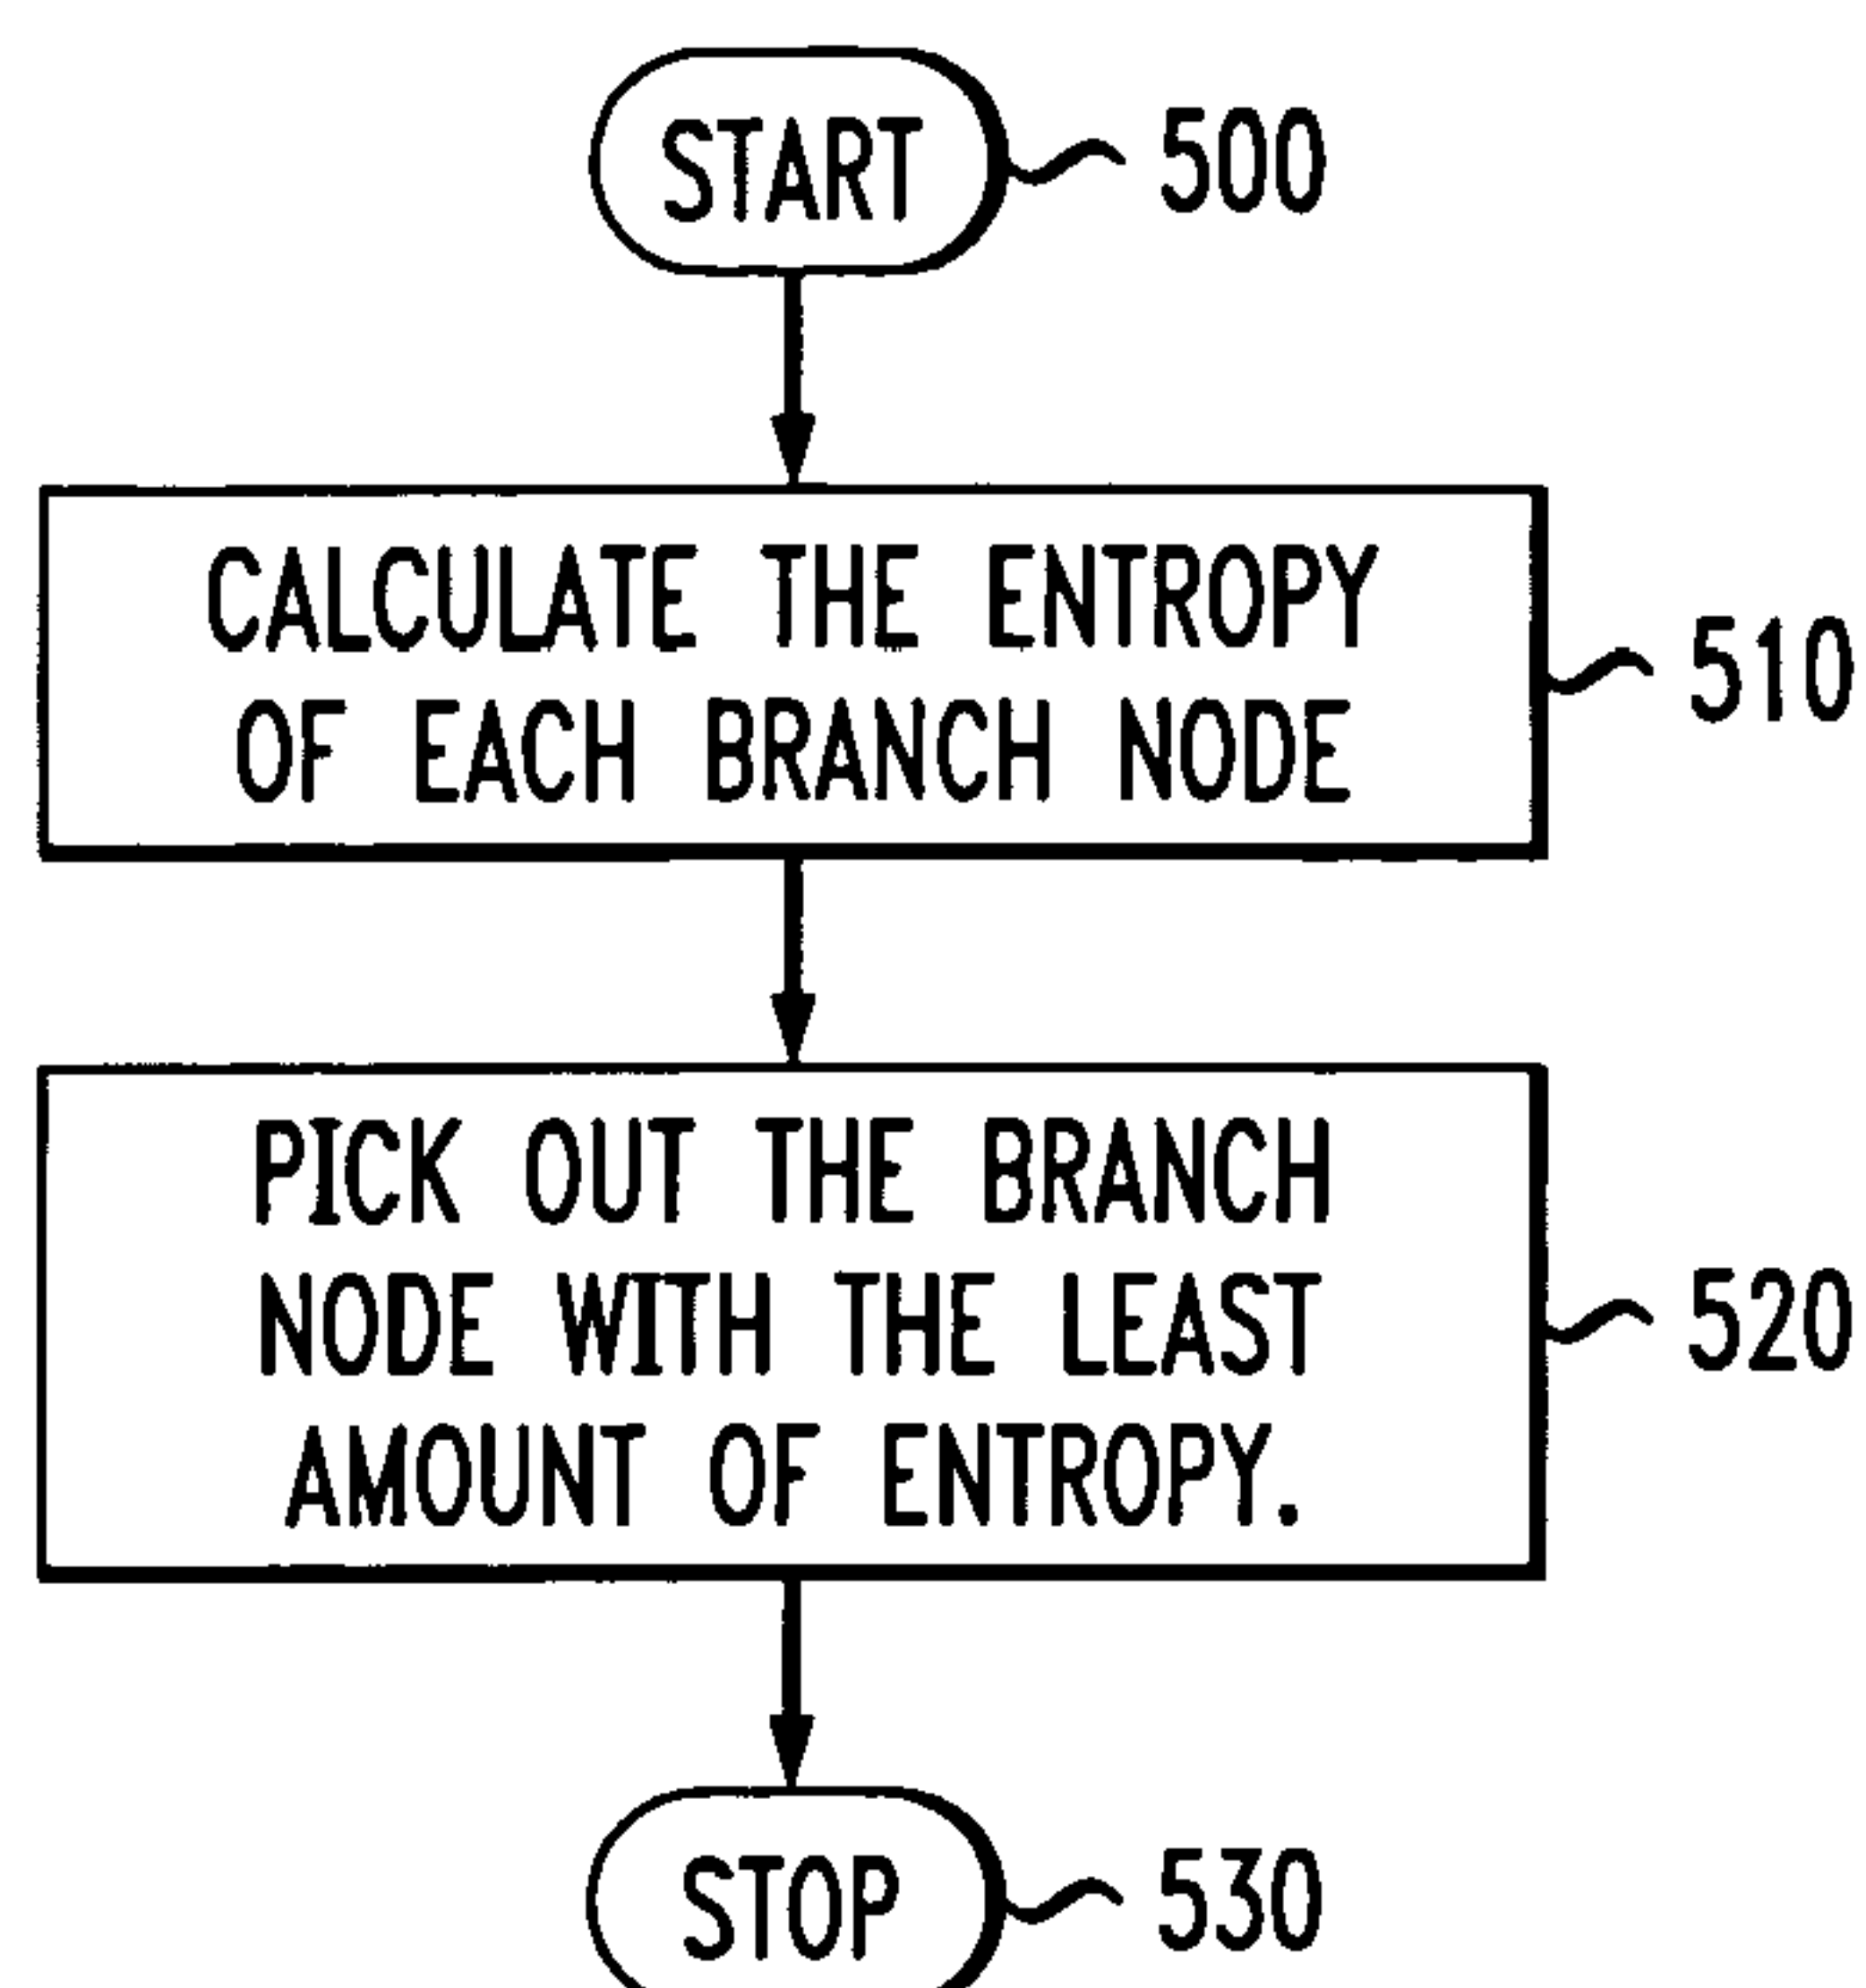 START 500
CALCULATE THE ENTROPY
OF EACH BRANCH NODE
510
PICK OUT THE BRANCH
NODE WITH THE LEAST
AMOUNT OF ENTROPY.
520
STOP 530